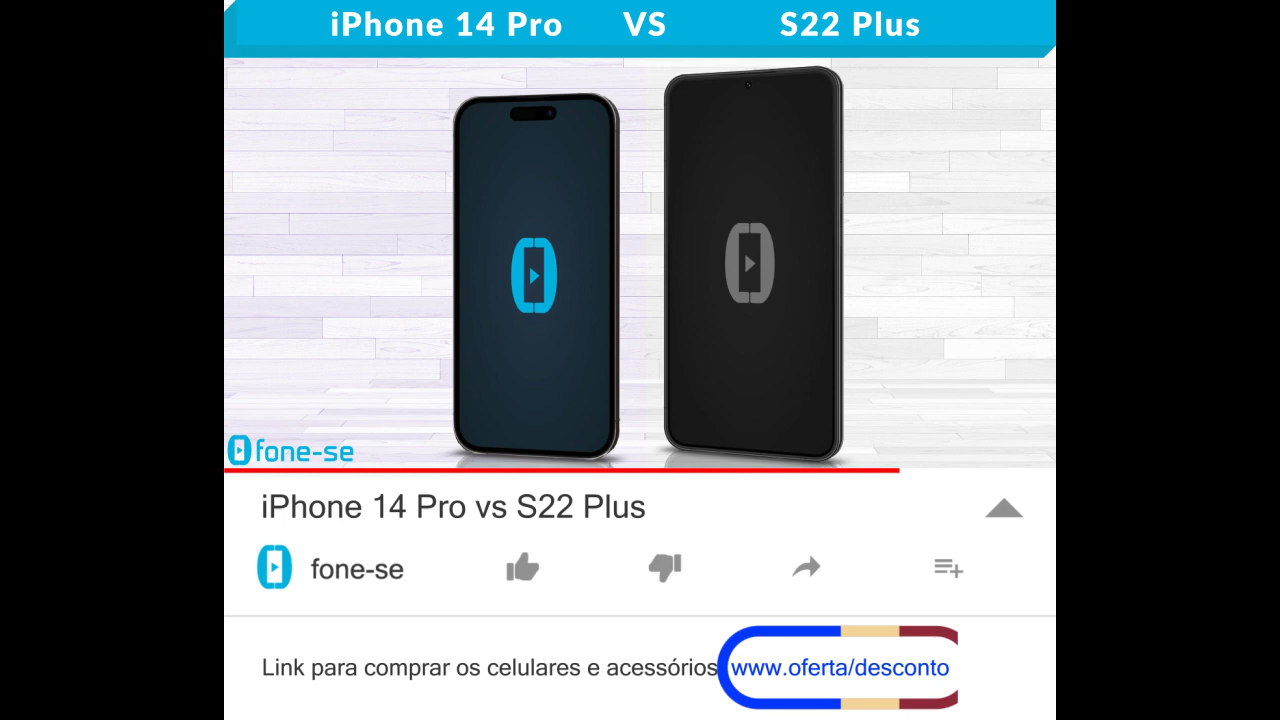 iPhone 14 Pro VS S22 Plus
fone-se
iPhone 14 Pro vs S22 Plus
fone-se
Link para comprar os celulares e acessórios www.oferta/desconto